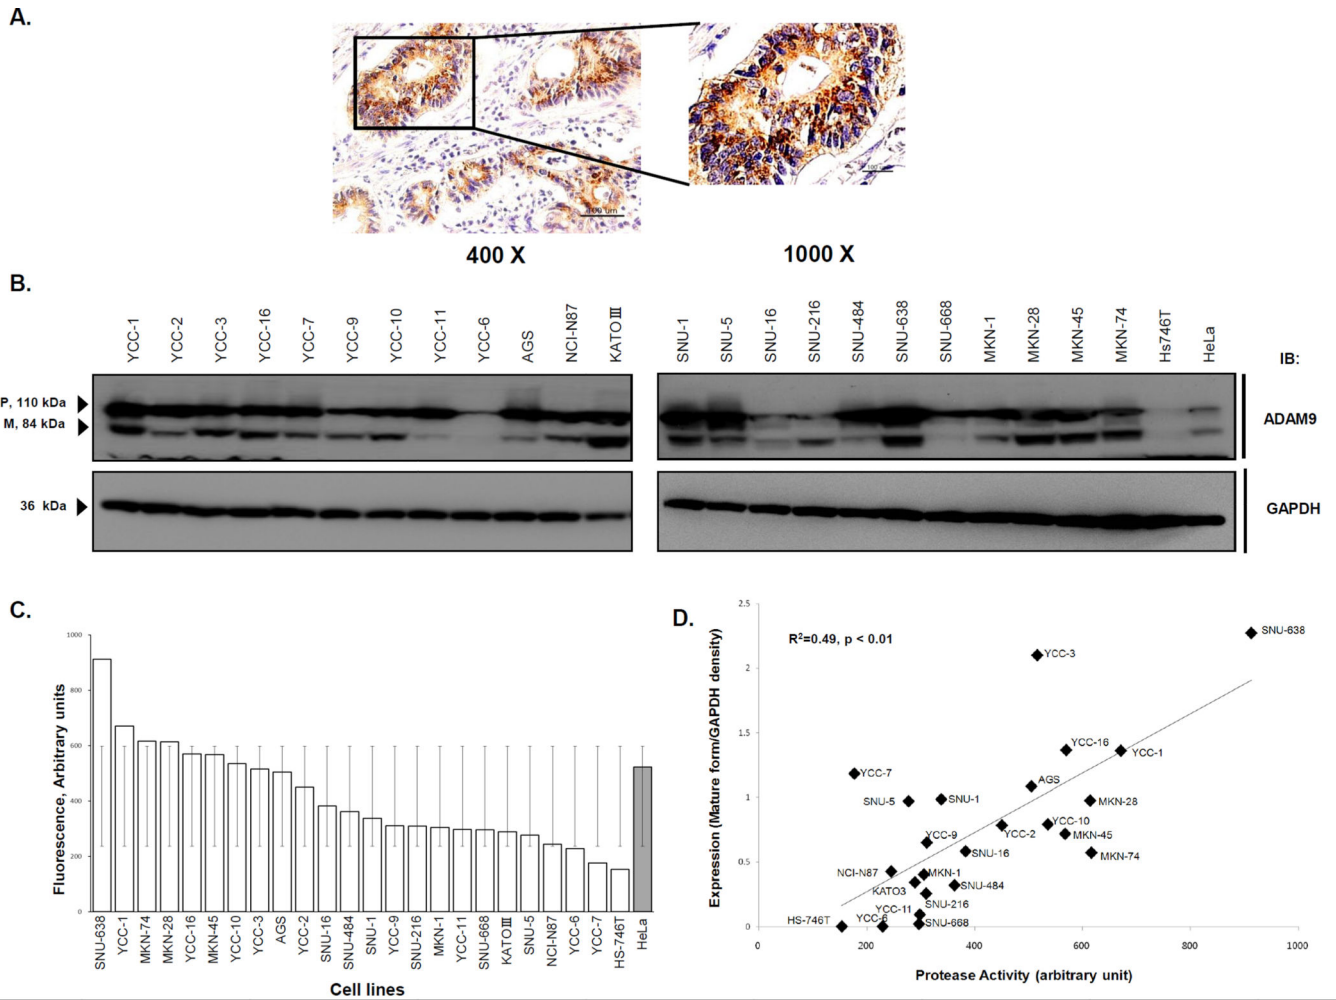 A.
100 um
100
400 X
1000 X
B.
YCC-1
YCC-2
YCC-3
YCC-16
YCC-7
YCC-9
YCC-10
YCC-11
YCC-6
AGS
NCI-N87
KATOⅢ
SNU-1
SNU-5
SNU-16
SNU-216
SNU-484
SNU-638
SNU-668
MKN-1
MKN-28
MKN-45
MKN-74
Hs746T
HeLa
IB:
P, 110 kDa
M, 84 kDa
ADAM9
36 kDa
GAPDH
C.
Fluorescence, Arbitrary units
1000
800
600
400
200
0
SNU-638
YCC-1
MKN-74
MKN-28
YCC-16
MKN-45
YCC-10
YCC-3
AGS
YCC-2
SNU-16
SNU-484
SNU-1
YCC-9
SNU-216
MKN-1
YCC-11
SNU-668
KATOⅢ
SNU-5
NCI-N87
YCC-6
YCC-7
HS-746T
HeLa
Cell lines
D.
Expression (Mature form/GAPDH density)
2.5
2
1.5
1
0.5
0
R²=0.49, p < 0.01
SNU-638
YCC-3
YCC-16
YCC-1
YCC-7
AGS
SNU-5
SNU-1
MKN-28
YCC-10
YCC-9
YCC-2
MKN-45
SNU-16
MKN-74
NCI-N87
MKN-1
KATO3
SNU-484
SNU-216
YCC-11
HS-746T
YCC-6
SNU-668
0
200
400
600
800
1000
Protease Activity (arbitrary unit)